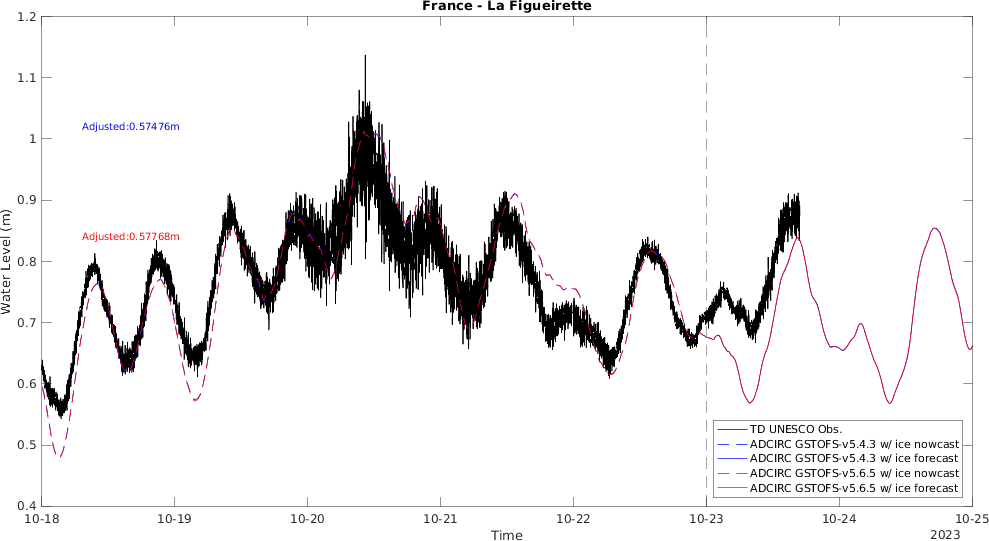 France - La Figueirette
1.2
1.1
1
0.9
0.8
0.7
0.6
0.5
0.4
Water Level (m)
Adjusted:0.57476m
Adjusted:0.57768m
TD UNESCO Obs.
ADCIRC GSTOFS-v5.4.3 w/ ice nowcast
ADCIRC GSTOFS-v5.4.3 w/ ice forecast
ADCIRC GSTOFS-v5.6.5 w/ ice nowcast
ADCIRC GSTOFS-v5.6.5 w/ ice forecast
10-18 10-19 10-20 10-21 10-22 10-23 10-24 10-25
Time
2023